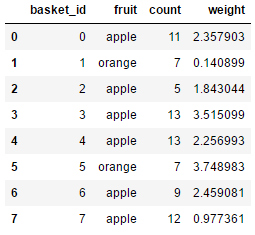 basket_id fruit count weight
0 0 apple 11 2.357903
1 1 orange 7 0.140899
2 2 apple 5 1.843044
3 3 apple 13 3.515099
4 4 apple 13 2.256993
5 5 orange 7 3.748983
6 6 apple 9 2.459081
7 7 apple 12 0.977361